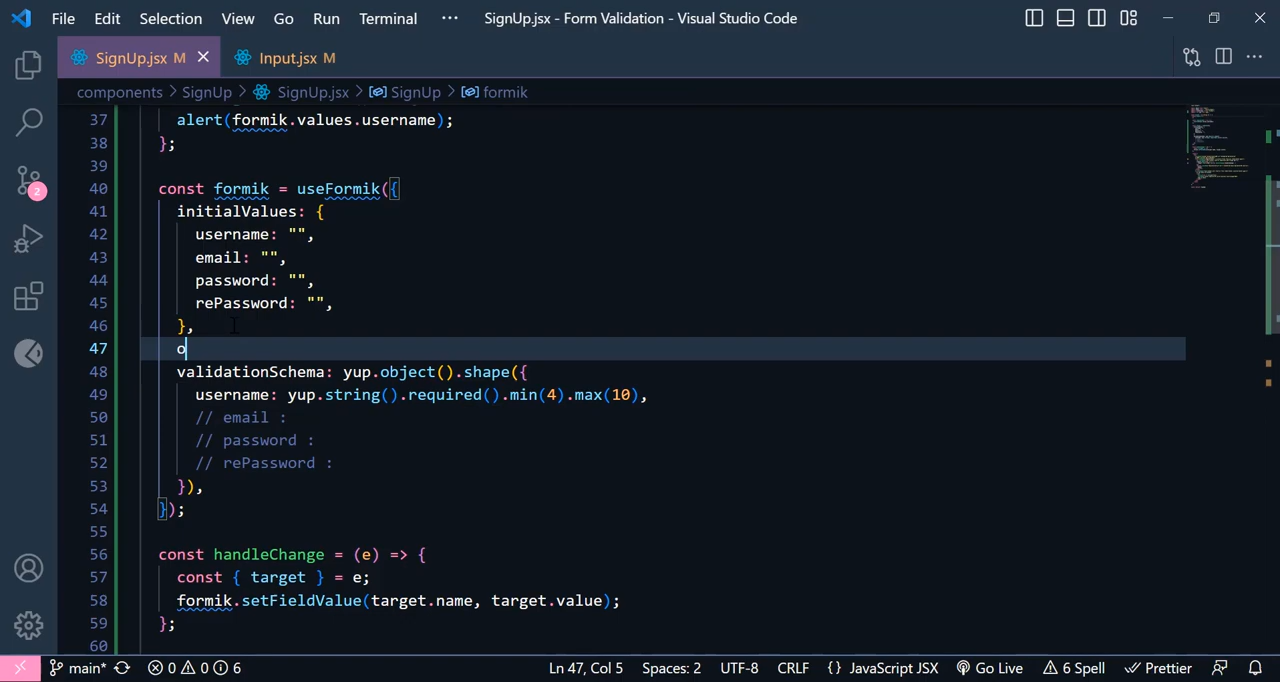 File Edit Selection View Go Run Terminal ··· SignUp.jsx - Form Validation - Visual Studio Code
SignUp.jsx M Input.jsx M
components > SignUp > SignUp.jsx > SignUp > formik
37 alert(formik.values.username);
38 };
39
40 const formik = useFormik({
41 initialValues: {
42 username: "",
43 email: "",
44 password: "",
45 rePassword: "",
46 },
47 o
48 validationSchema: yup.object().shape({
49 username: yup.string().required().min(4).max(10),
50 // email :
51 // password :
52 // rePassword :
53 }),
54 });
55
56 const handleChange = (e) => {
57 const { target } = e;
58 formik.setFieldValue(target.name, target.value);
59 };
60
2
main* 0 0 6 Ln 47, Col 5 Spaces: 2 UTF-8 CRLF {} JavaScript JSX Go Live 6 Spell Prettier